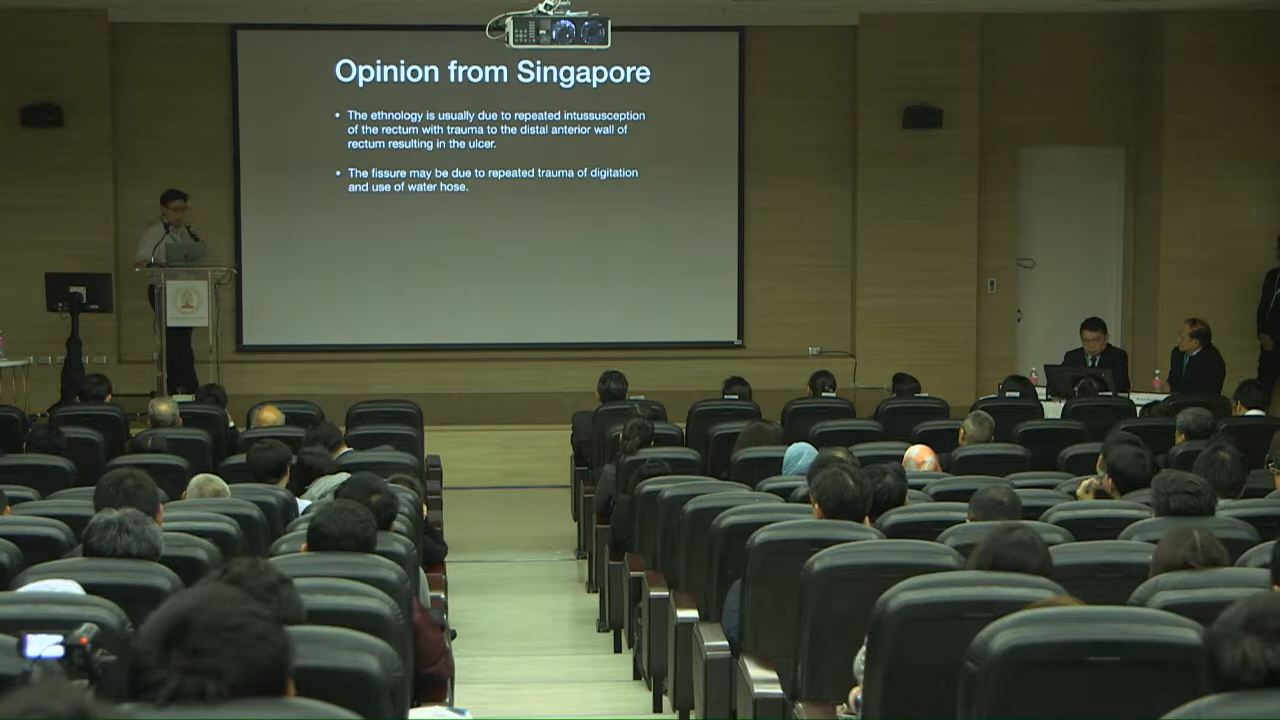 Opinion from Singapore
• The ethnology is usually due to repeated intussusception
of the rectum with trauma to the distal anterior wall of
rectum resulting in the ulcer.
• The fissure may be due to repeated trauma of digitation
and use of water hose.